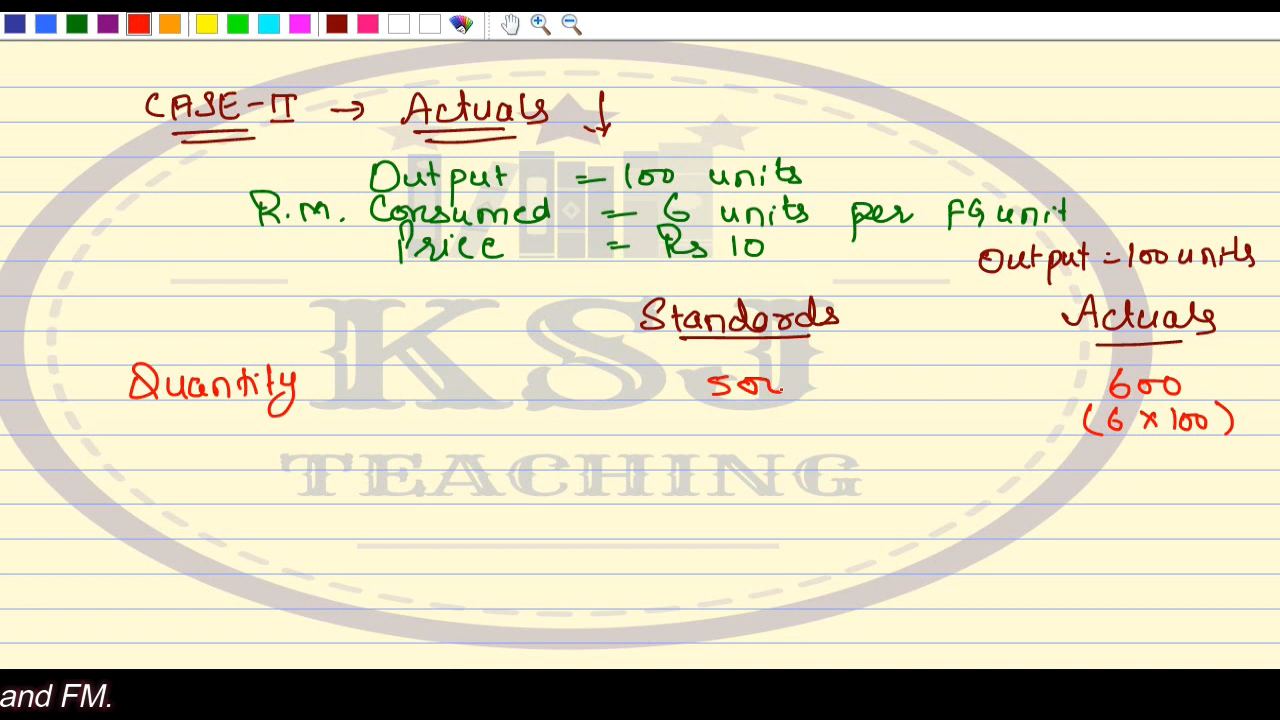 CASE-II → Actuals ↓
Output = 100 units
R.M. Consumed = 6 units per FG unit
Price = Rs 10
Output = 100 units
Standards Actuals
Quantity 600
(6 × 100)
KSJ
TEACHING
and FM.